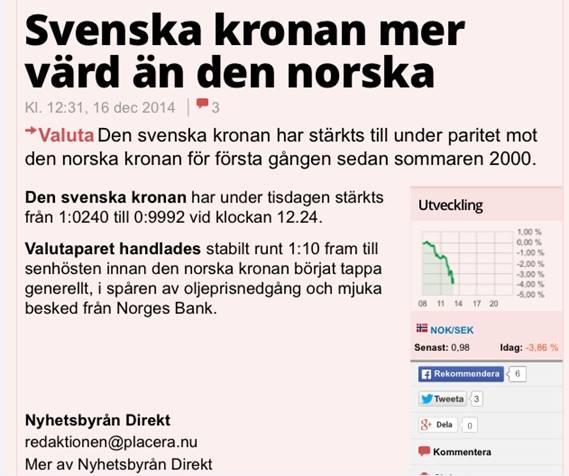 Svenska kronan mer
värd än den norska
Kl. 12:31, 16 dec 2014 | 3
Valuta Den svenska kronan har stärkts till under paritet mot
den norska kronan för första gången sedan sommaren 2000.
Den svenska kronan har under tisdagen stärkts
från 1:0240 till 0:9992 vid klockan 12.24.
Valutaparet handlades stabilt runt 1:10 fram till
senhösten innan den norska kronan börjat tappa
generellt, i spåren av oljeprisnedgång och mjuka
besked från Norges Bank.
Nyhetsbyrån Direkt
redaktionen@placera.nu
Mer av Nyhetsbyrån Direkt
Utveckling
1,00 %
0,00 %
-1,00 %
-2,00 %
-3,00 %
-4,00 %
-5,00 %
08 11 14 17 20
NOK/SEK
Senast: 0,98 Idag: -3,86 %
Rekommendera 6
Tweeta 3
g+ Dela 0
Kommentera